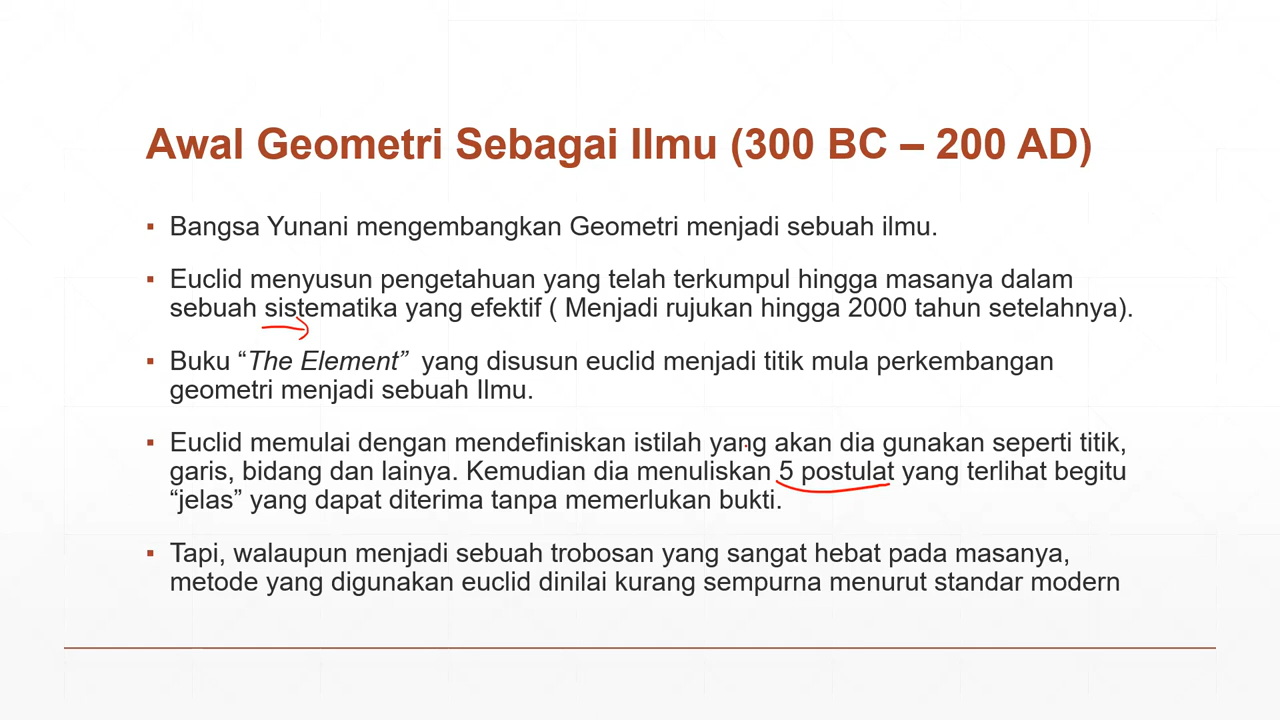 Awal Geometri Sebagai Ilmu (300 BC – 200 AD)
▪ Bangsa Yunani mengembangkan Geometri menjadi sebuah ilmu.
▪ Euclid menyusun pengetahuan yang telah terkumpul hingga masanya dalam
sebuah sistematika yang efektif ( Menjadi rujukan hingga 2000 tahun setelahnya).
▪ Buku “The Element” yang disusun euclid menjadi titik mula perkembangan
geometri menjadi sebuah Ilmu.
▪ Euclid memulai dengan mendefiniskan istilah yang akan dia gunakan seperti titik,
garis, bidang dan lainya. Kemudian dia menuliskan 5 postulat yang terlihat begitu
“jelas” yang dapat diterima tanpa memerlukan bukti.
▪ Tapi, walaupun menjadi sebuah trobosan yang sangat hebat pada masanya,
metode yang digunakan euclid dinilai kurang sempurna menurut standar modern